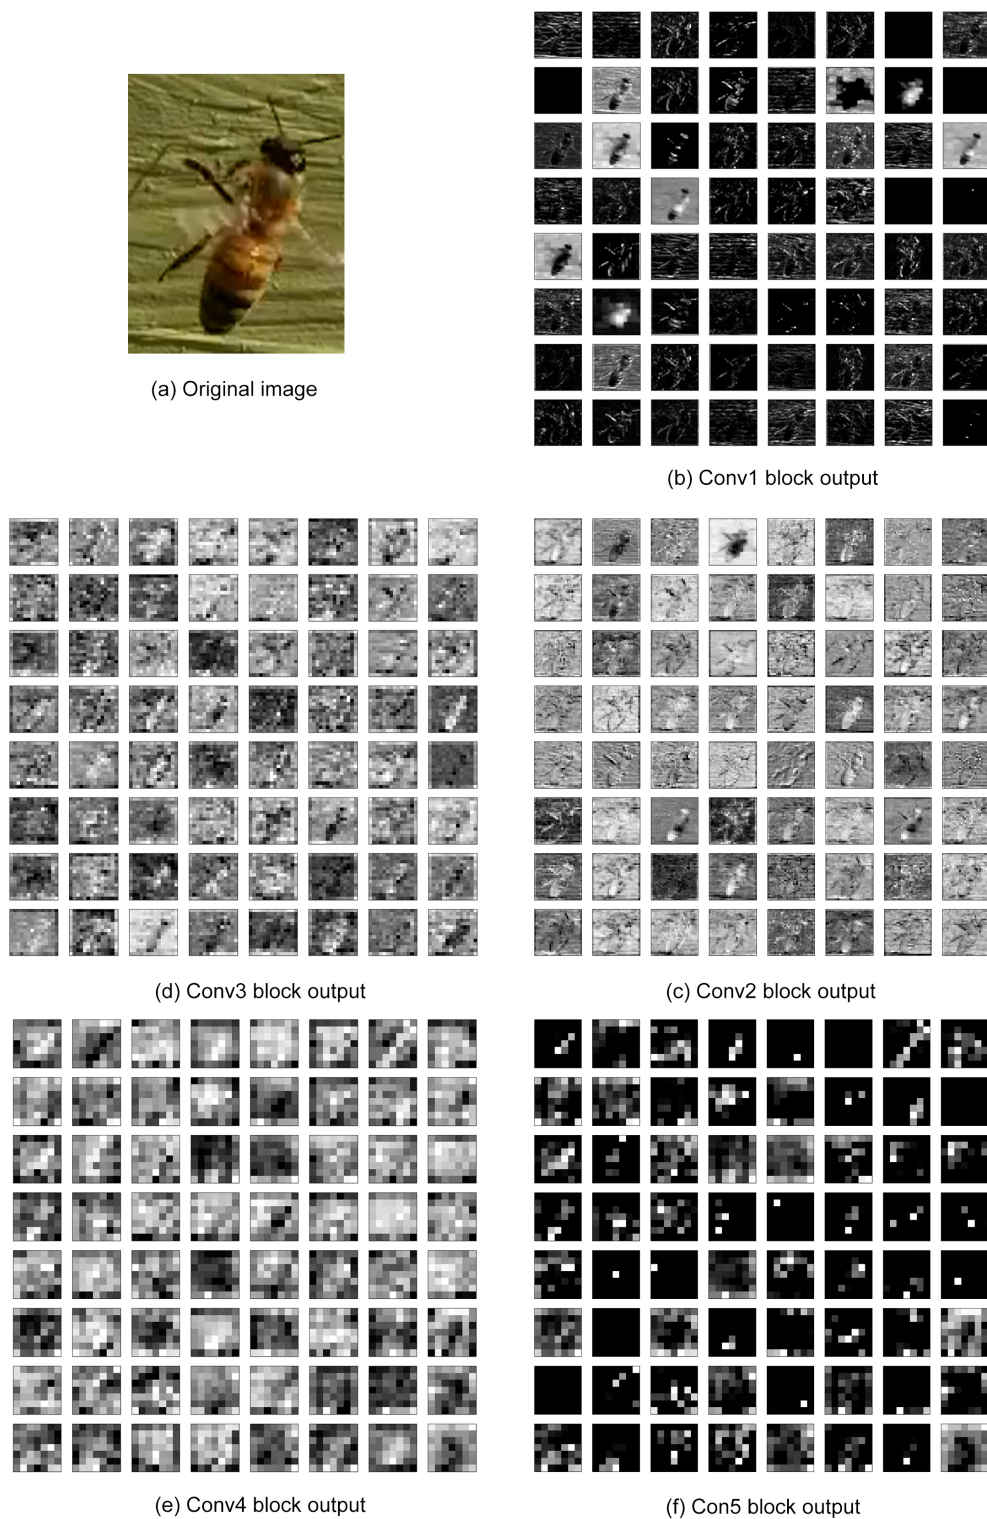 (a) Original image
(b) Conv1 block output
(d) Conv3 block output
(c) Conv2 block output
(e) Conv4 block output
(f) Con5 block output